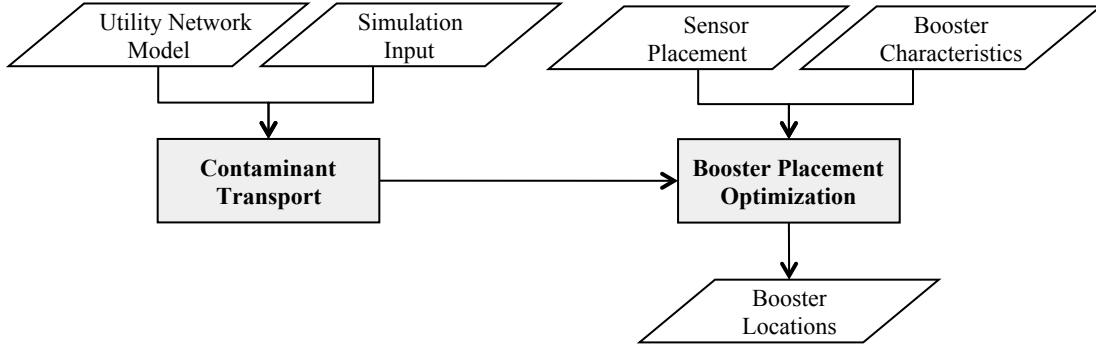 Utility Network
Model
Simulation
Input
Sensor
Placement
Booster
Characteristics
Contaminant
Transport
Booster Placement
Optimization
Booster
Locations